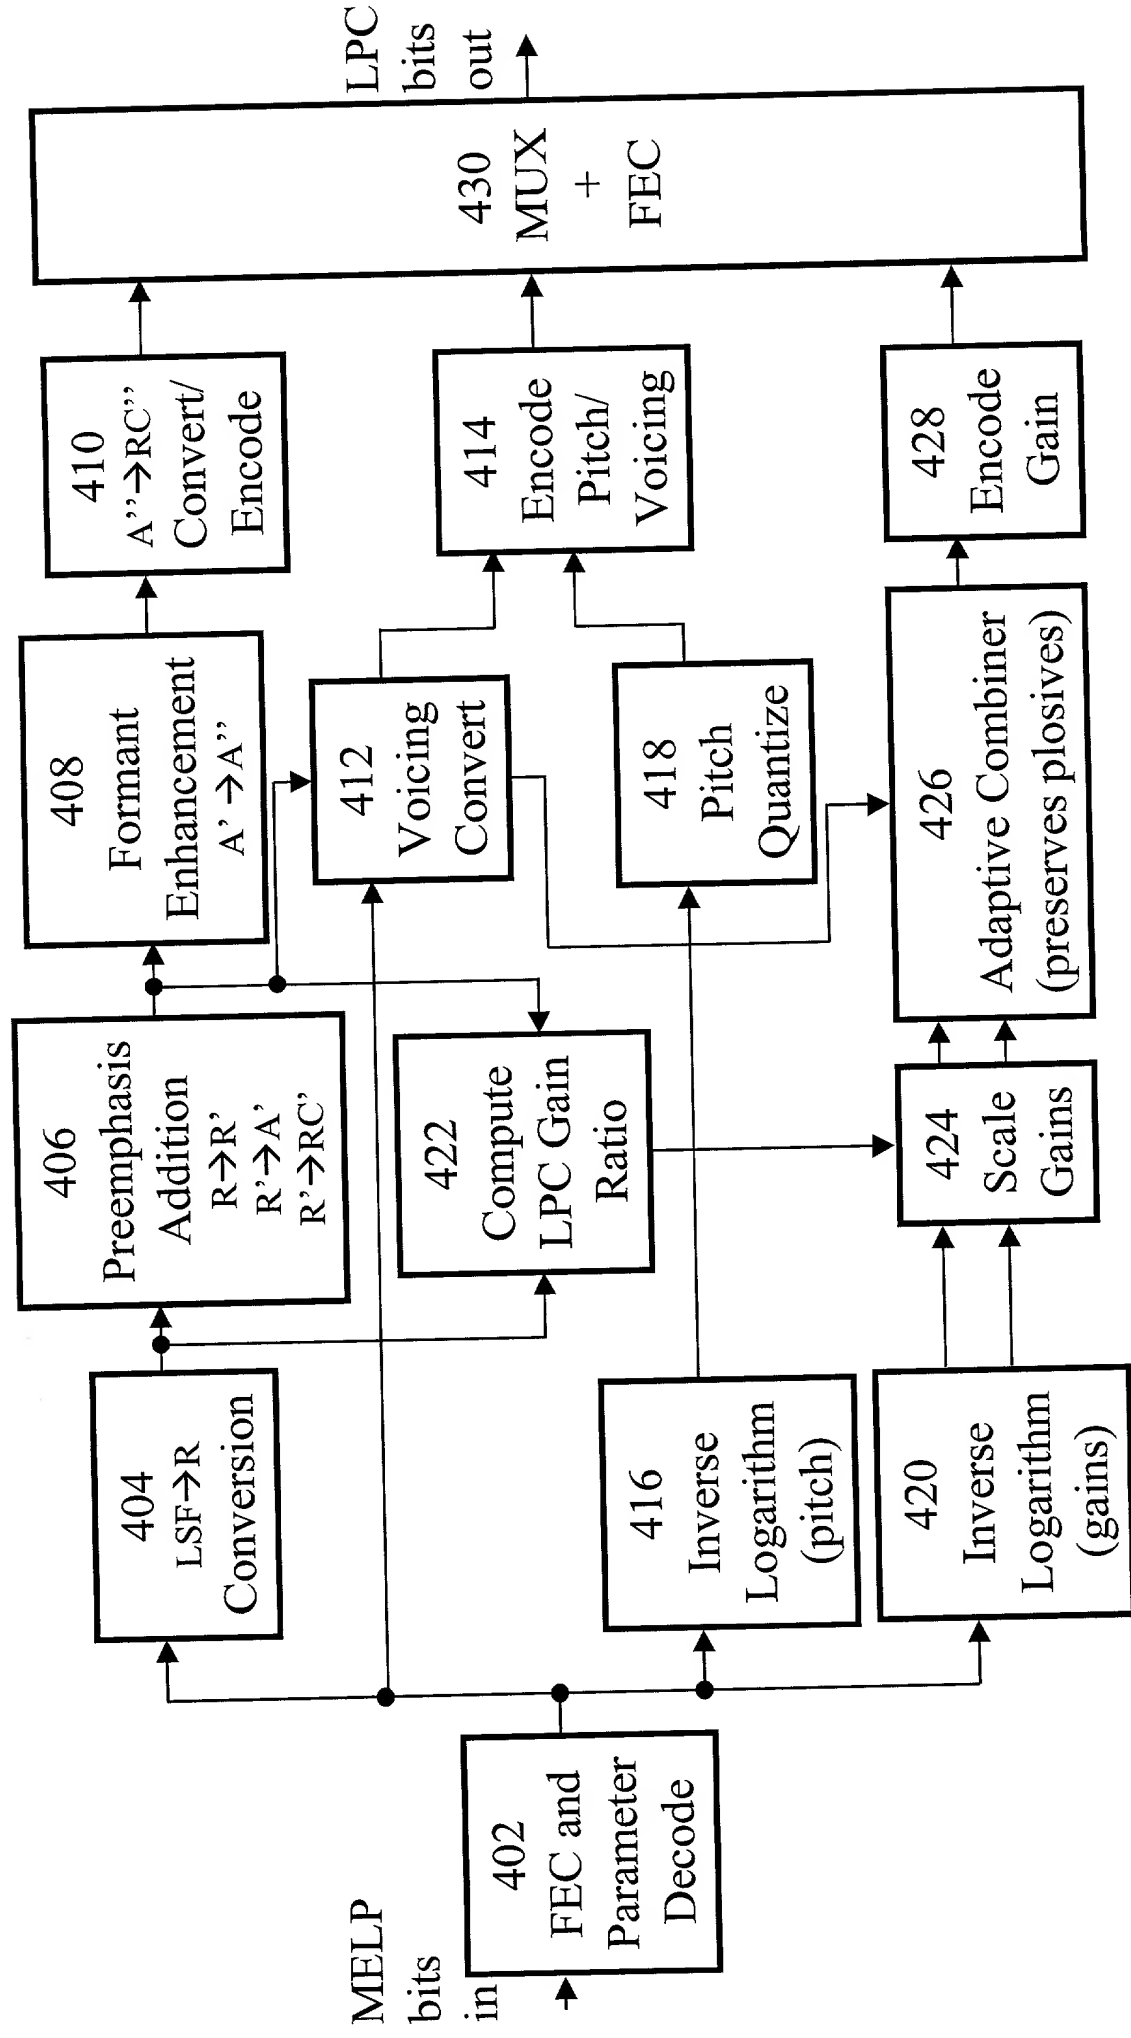 MELP
bits
in
402
FEC and
Parameter
Decode
404
LSF→R
Conversion
406
Preemphasis
Addition
R→R'
R'→A'
R'→RC'
408
Formant
Enhancement
A' →A''
410
A''→RC''
Convert/
Encode
412
Voicing
Convert
414
Encode
Pitch/
Voicing
416
Inverse
Logarithm
(pitch)
418
Pitch
Quantize
420
Inverse
Logarithm
(gains)
422
Compute
LPC Gain
Ratio
424
Scale
Gains
426
Adaptive Combiner
(preserves plosives)
428
Encode
Gain
430
MUX
+
FEC
LPC
bits
out